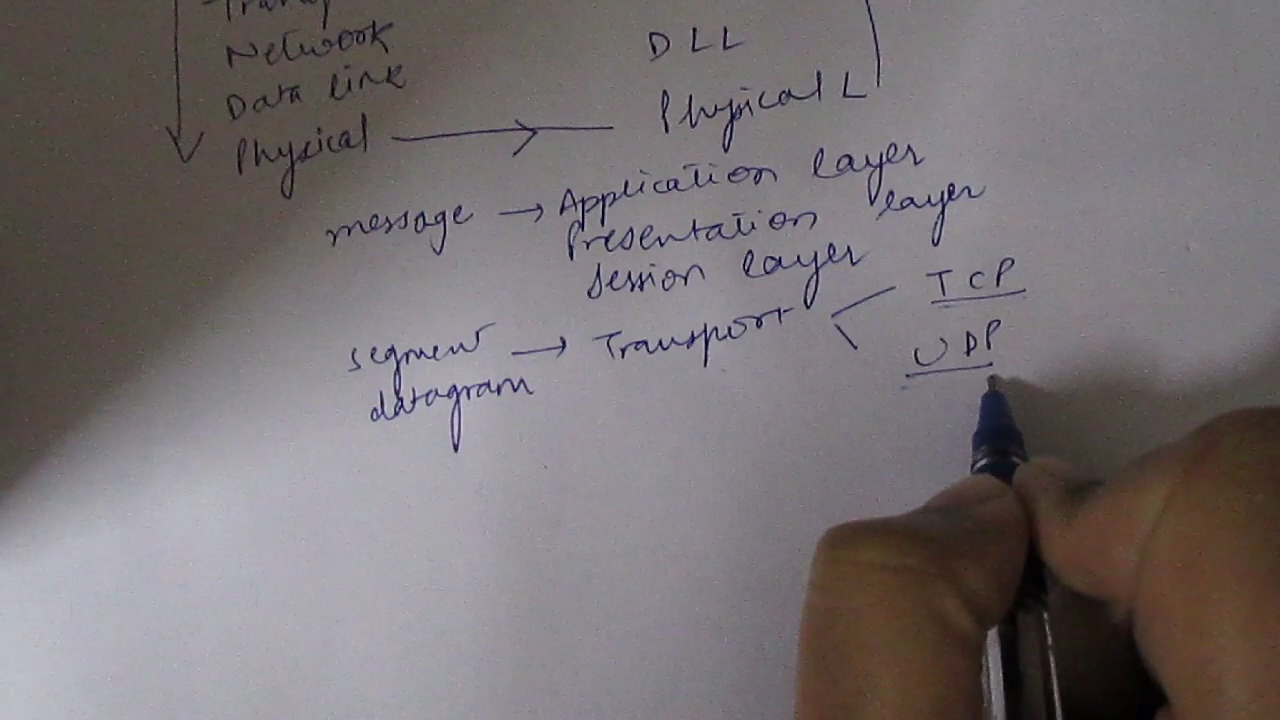 Network
Data link
Physical
DLL
Physical L
message → Application layer
Presentation layer
Session layer
segment → Transport TCP
datagram UDP